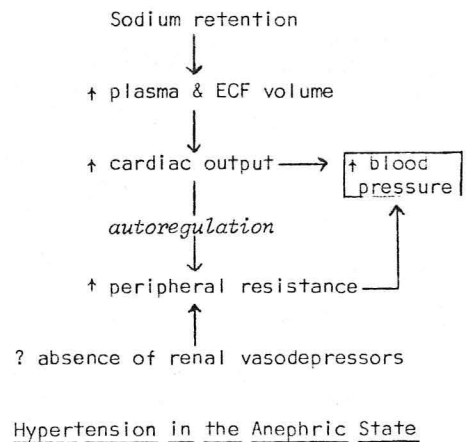 Sodium retention
↑ plasma & ECF volume
↑ cardiac output
↑ blood
pressure
autoregulation
↑ peripheral resistance
? absence of renal vasodepressors
Hypertension in the Anephric State